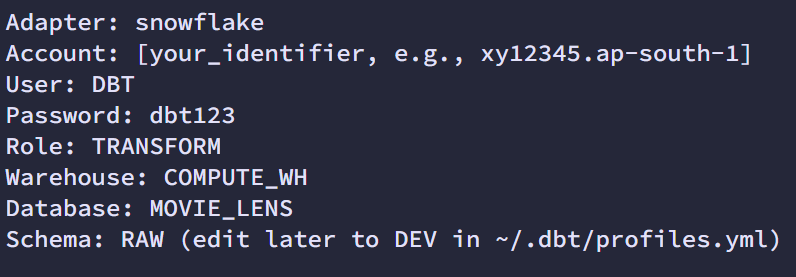 Adapter: snowflake
Account: [your_identifier, e.g., xy12345.ap-south-1]
User: DBT
Password: dbt123
Role: TRANSFORM
Warehouse: COMPUTE_WH
Database: MOVIE_LENS
Schema: RAW (edit later to DEV in ~/.dbt/profiles.yml)